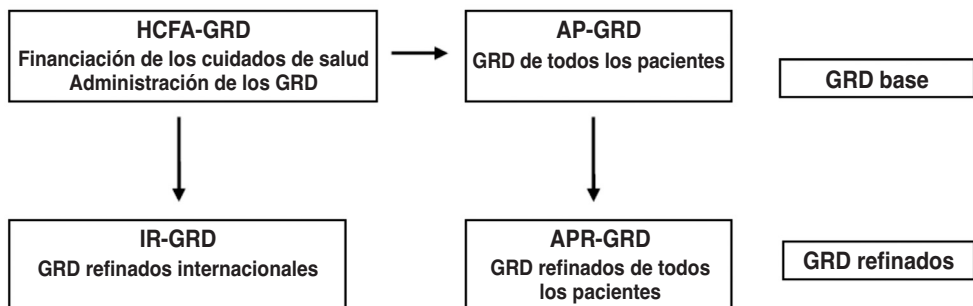 HCFA-GRD
Financiación de los cuidados de salud
Administración de los GRD
AP-GRD
GRD de todos los pacientes
GRD base
IR-GRD
GRD refinados internacionales
APR-GRD
GRD refinados de todos
los pacientes
GRD refinados